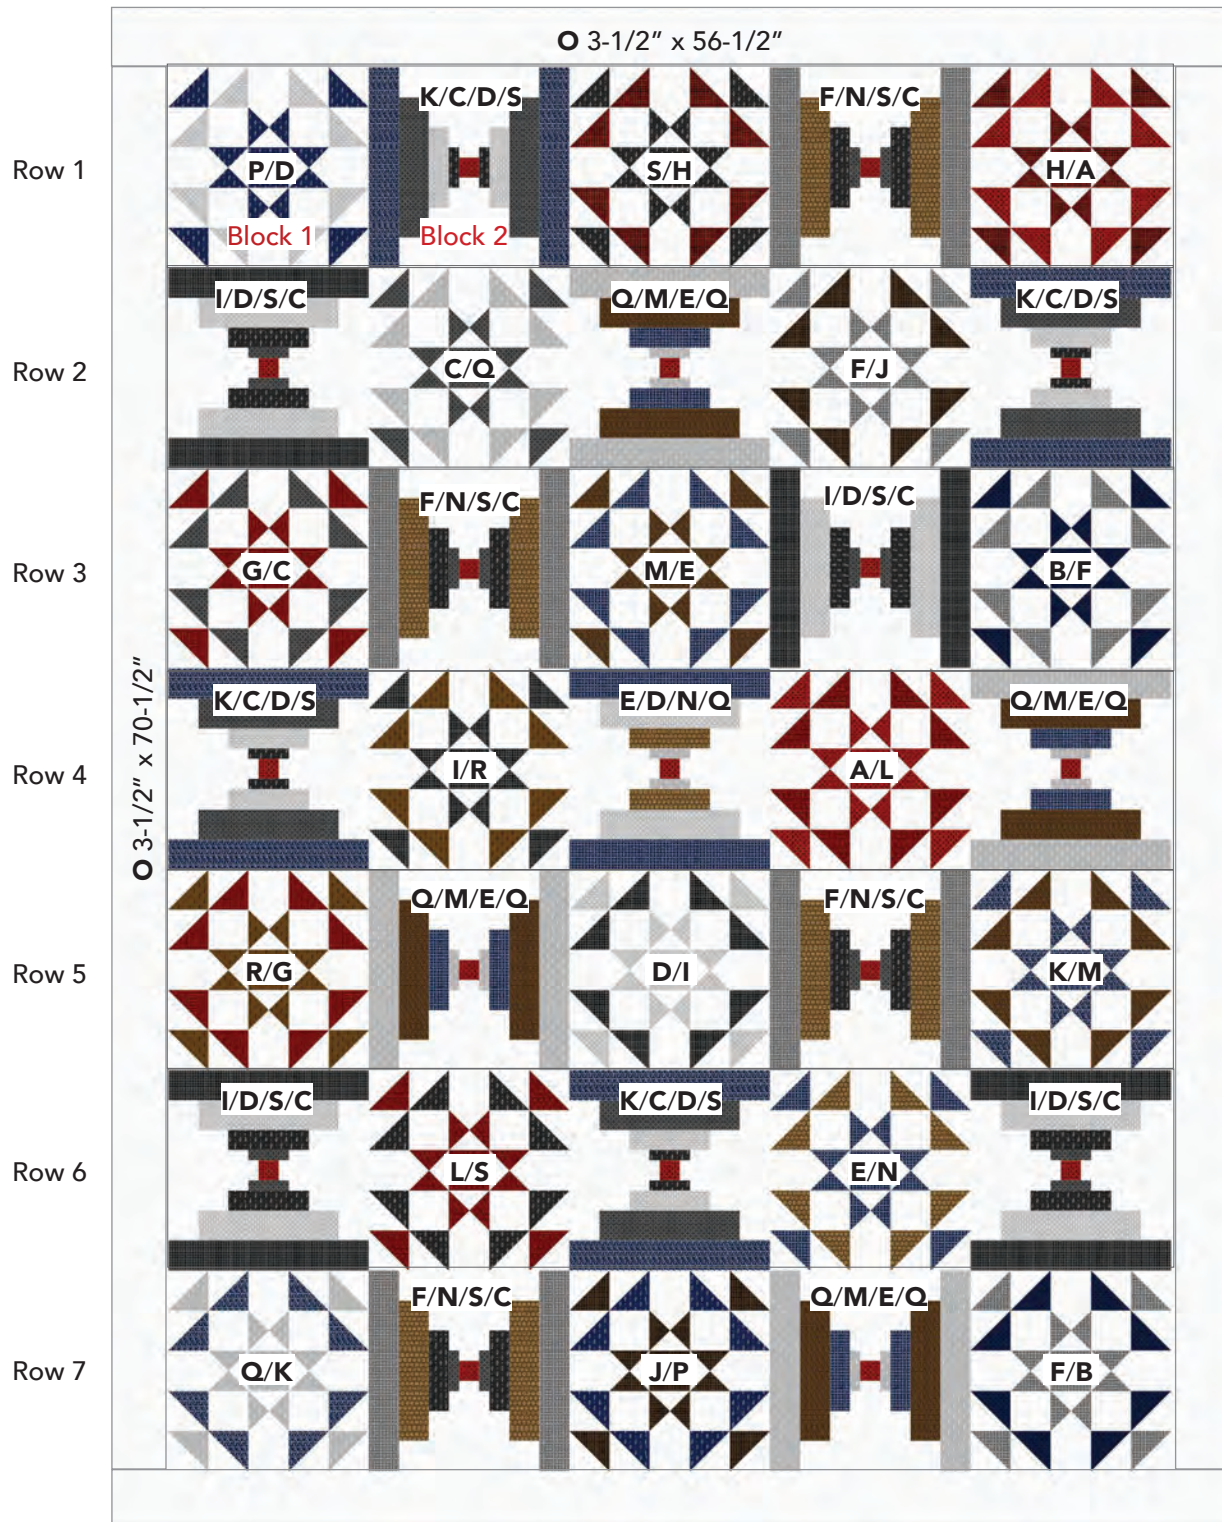 O 3-1/2" x 56-1/2"
O 3-1/2" x 70-1/2"
Row 1
P/D
Block 1
K/C/D/S
Block 2
S/H
F/N/S/C
H/A
Row 2
I/D/S/C
C/Q
Q/M/E/Q
F/J
K/C/D/S
Row 3
G/C
F/N/S/C
M/E
I/D/S/C
B/F
Row 4
K/C/D/S
I/R
E/D/N/Q
A/L
Q/M/E/Q
Row 5
R/G
Q/M/E/Q
D/I
F/N/S/C
K/M
Row 6
I/D/S/C
L/S
K/C/D/S
E/N
I/D/S/C
Row 7
Q/K
F/N/S/C
J/P
Q/M/E/Q
F/B